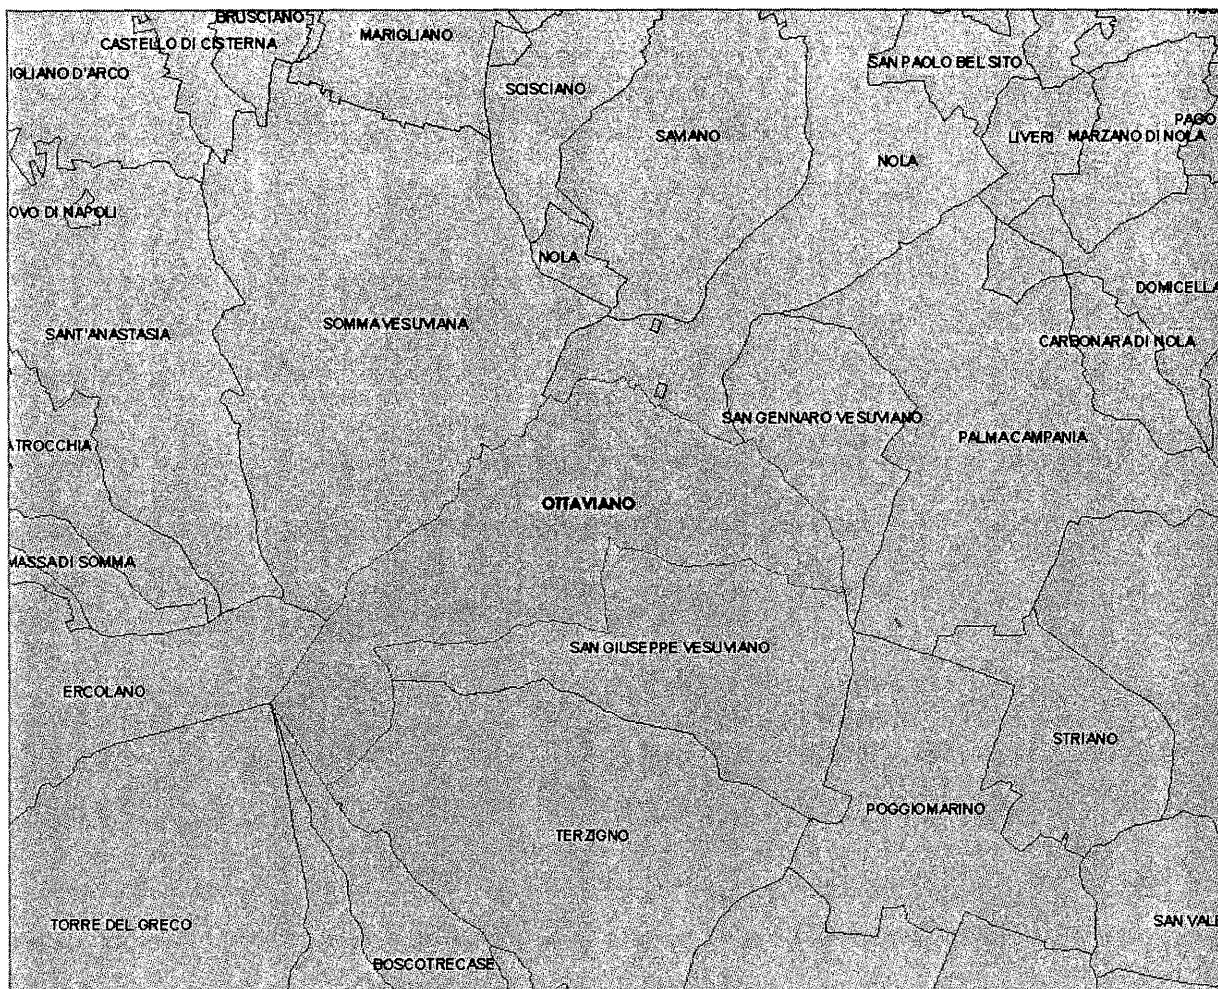 BRUSCIANO
MARIGLIANO
CASTELLO DI CISTERNA
SAN PAOLO BEL SITO
IGLIANO D'ARCO
SCISCIANO
PAGO
SAVIANO
LIVERI
MARZANO DI NOLA
NOLA
OVO DI NAPOLI
NOLA
DOMICELLA
SOMMA VESUVIANA
SANT'ANASTASIA
CARBONARA DI NOLA
SAN GENNARO VESUVIANO
PALMA CAMPANIA
ATROCCHIA
OTTAVIANO
MASSA DI SOMMA
SAN GIUSEPPE VESUVIANO
ERCOLANO
STRIANO
POGGIOMARINO
TERZIGNO
TORRE DEL GRECO
SAN VALE
BOSCOTRECASE